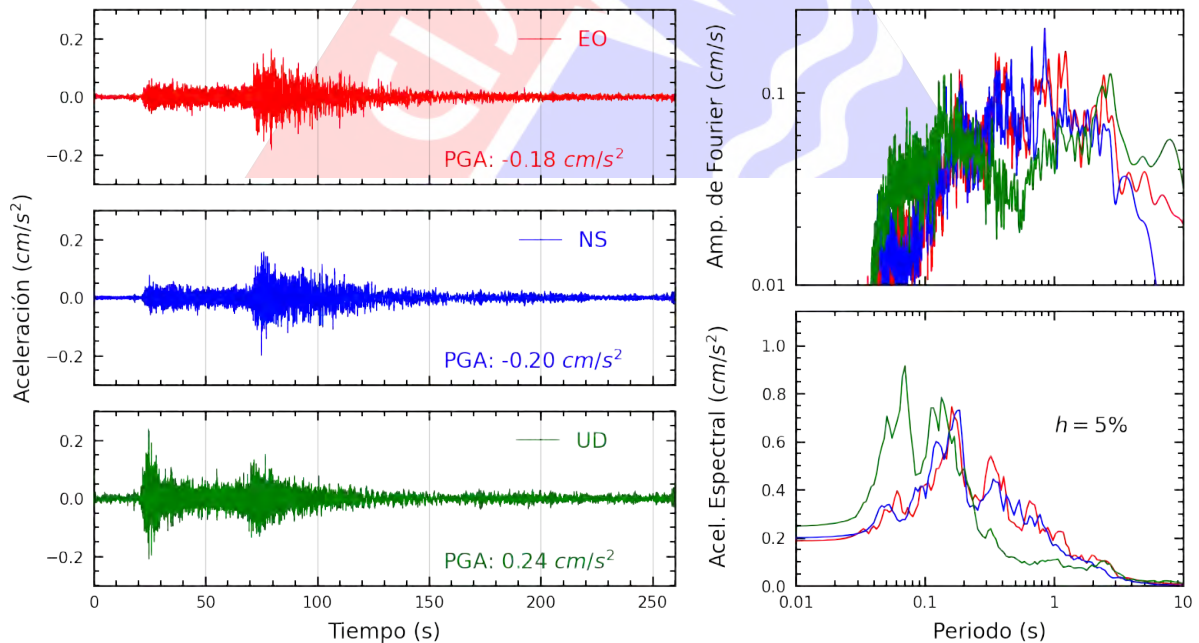 Aceleración (cm/s²)
0.2
0.0
−0.2
EO
PGA: -0.18 cm/s²
0.2
0.0
−0.2
NS
PGA: -0.20 cm/s²
0.2
0.0
−0.2
UD
PGA: 0.24 cm/s²
0 50 100 150 200 250
Tiempo (s)
Amp. de Fourier (cm/s)
0.1
0.01
Acel. Espectral (cm/s²)
1.0
0.8
0.6
0.4
0.2
0.0
h = 5%
0.01 0.1 1 10
Periodo (s)